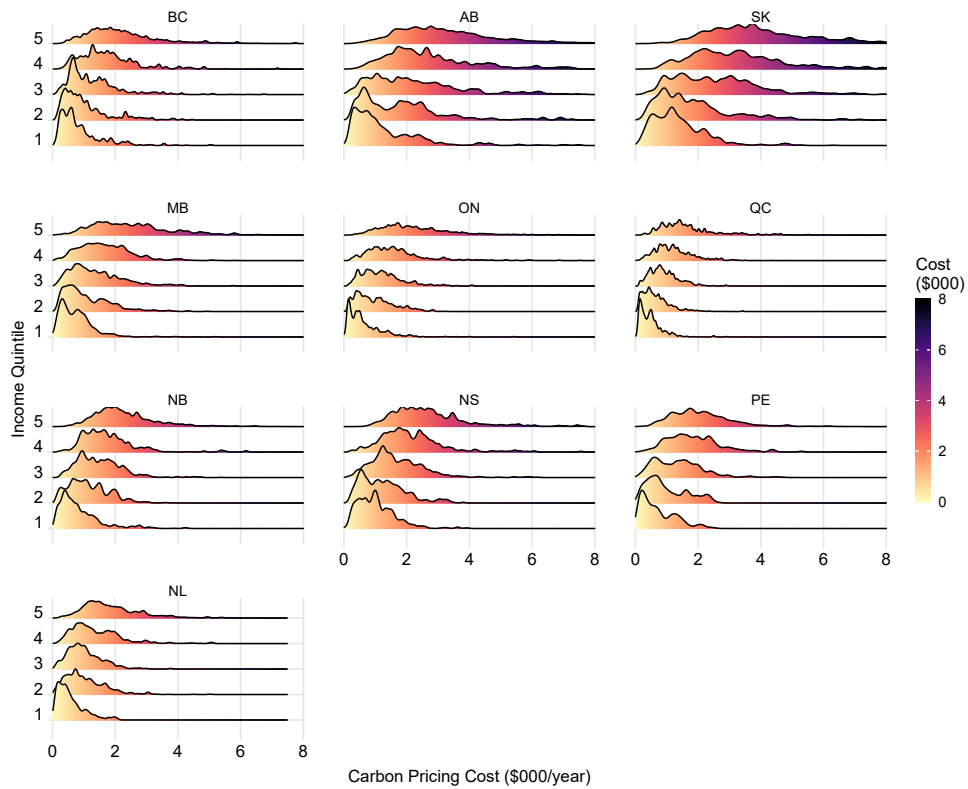 BC
AB
SK
5
4
3
2
1
MB
ON
QC
5
4
3
2
1
NB
NS
PE
5
4
3
2
1
0 2 4 6 8
0 2 4 6 8
NL
5
4
3
2
1
0 2 4 6 8
Income Quintile
Carbon Pricing Cost ($000/year)
Cost
($000)
8
6
4
2
0